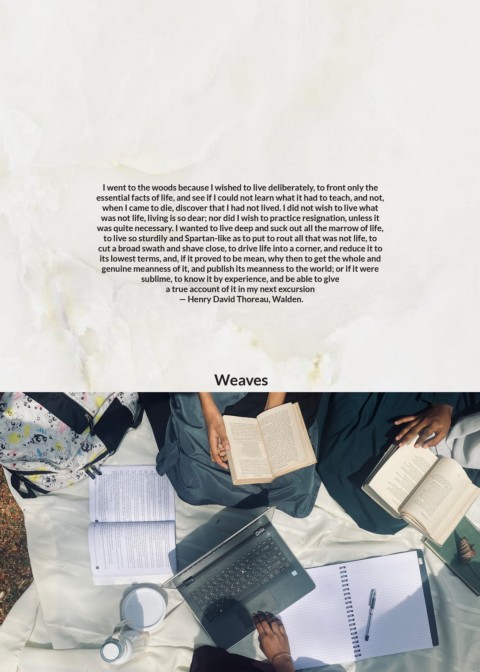 I went to the woods because I wished to live deliberately, to front only the
essential facts of life, and see if I could not learn what it had to teach, and not,
when I came to die, discover that I had not lived. I did not wish to live what
was not life, living is so dear; nor did I wish to practice resignation, unless it
was quite necessary. I wanted to live deep and suck out all the marrow of life,
to live so sturdily and Spartan-like as to put to rout all that was not life, to
cut a broad swath and shave close, to drive life into a corner, and reduce it to
its lowest terms, and, if it proved to be mean, why then to get the whole and
genuine meanness of it, and publish its meanness to the world; or if it were
sublime, to know it by experience, and be able to give
a true account of it in my next excursion
— Henry David Thoreau, Walden.
Weaves